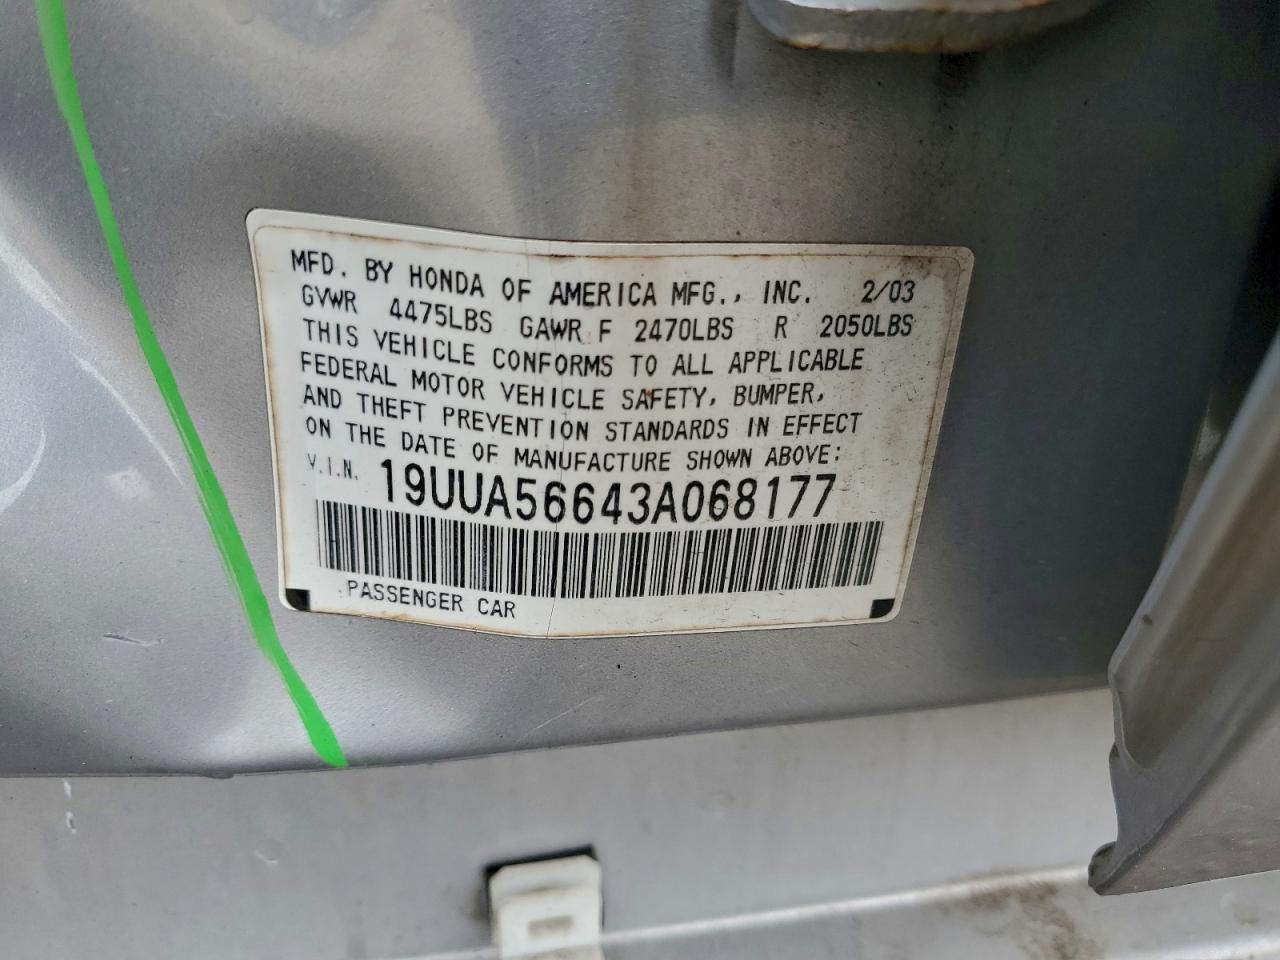 MFD. BY HONDA OF AMERICA MFG., INC. 2/03
GVWR 4475LBS GAWR F 2470LBS R 2050LBS
THIS VEHICLE CONFORMS TO ALL APPLICABLE
FEDERAL MOTOR VEHICLE SAFETY, BUMPER,
AND THEFT PREVENTION STANDARDS IN EFFECT
ON THE DATE OF MANUFACTURE SHOWN ABOVE:
V.I.N. 19UUA56643A068177
PASSENGER CAR